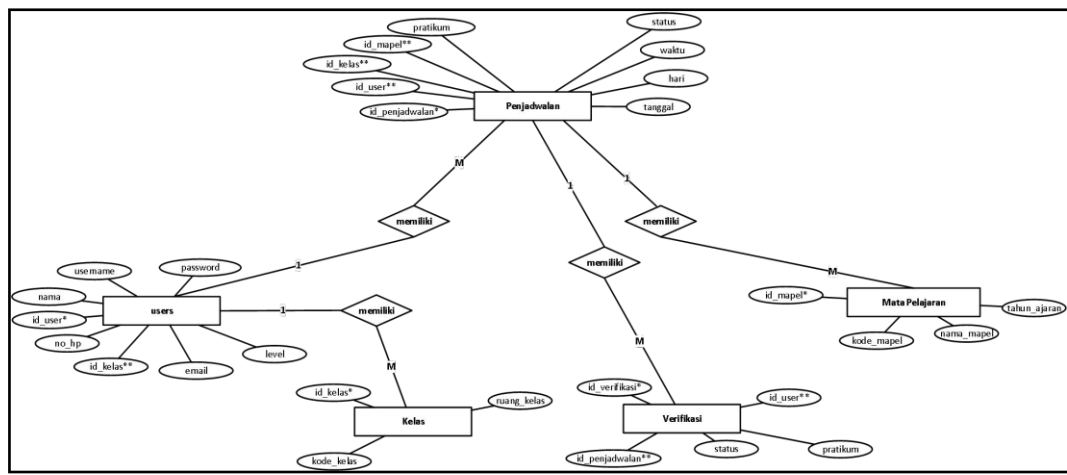 pratikum
status
id_mapel**
waktu
id_kelas**
hari
id_user**
Penjadwalan
id_penjadwalan*
tanggal
M
1
1
memiliki
memiliki
memiliki
1
M
M
username
password
nama
users
id_user*
no_hp
id_kelas**
email
level
1
memiliki
M
id_mapel*
Mata Pelajaran
tahun_ajaran
kode_mapel
nama_mapel
id_kelas*
ruang_kelas
Kelas
kode_kelas
id_verifikasi*
id_user**
Verifikasi
id_penjadwalan**
status
pratikum